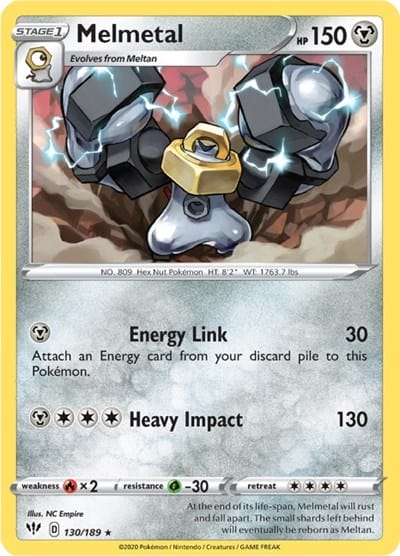 STAGE 1
Melmetal
HP 150
Evolves from Meltan
NO. 809 Hex Nut Pokémon HT: 8'2" WT: 1763.7 lbs
Energy Link 30
Attach an Energy card from your discard pile to this
Pokémon.
Heavy Impact 130
weakness ×2 resistance -30 retreat
Illus. NC Empire
D 130/189 ★
At the end of its life-span, Melmetal will rust
and fall apart. The small shards left behind
will eventually be reborn as Meltan.
©2020 Pokémon / Nintendo / Creatures / GAME FREAK